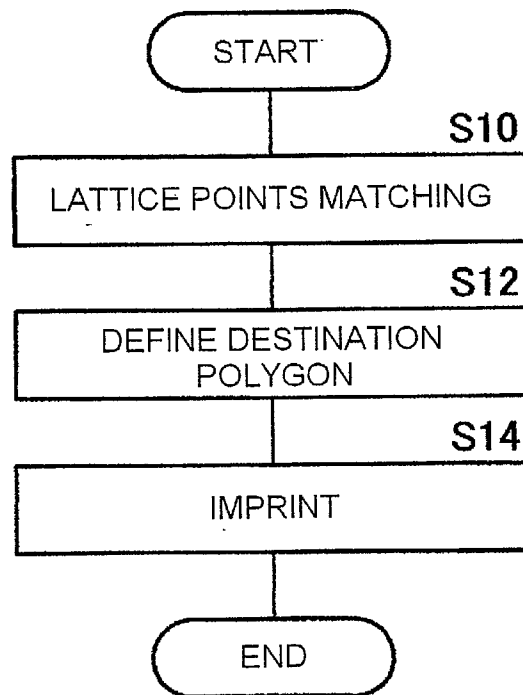 START
S10
LATTICE POINTS MATCHING
S12
DEFINE DESTINATION
POLYGON
S14
IMPRINT
END